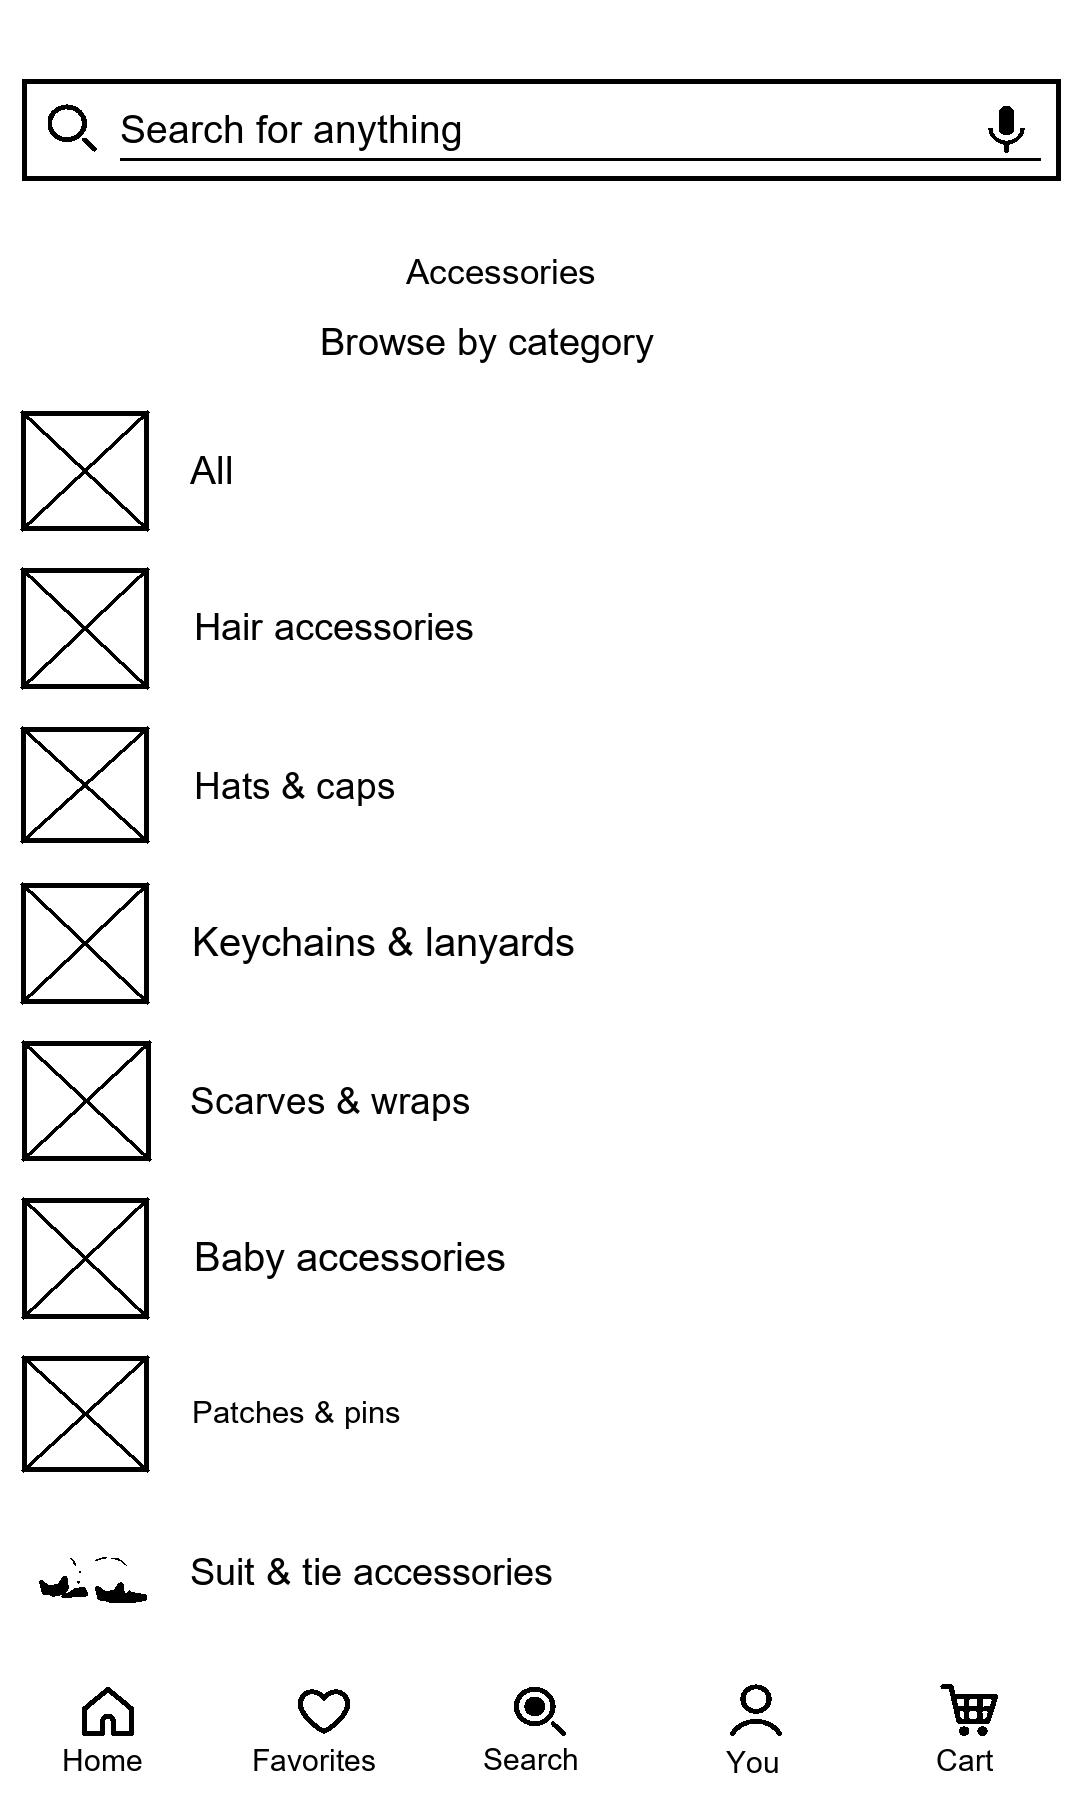 Search for anything
Accessories
Browse by category
All
Hair accessories
Hats & caps
Keychains & lanyards
Scarves & wraps
Baby accessories
Patches & pins
Suit & tie accessories
Home Favorites Search You Cart